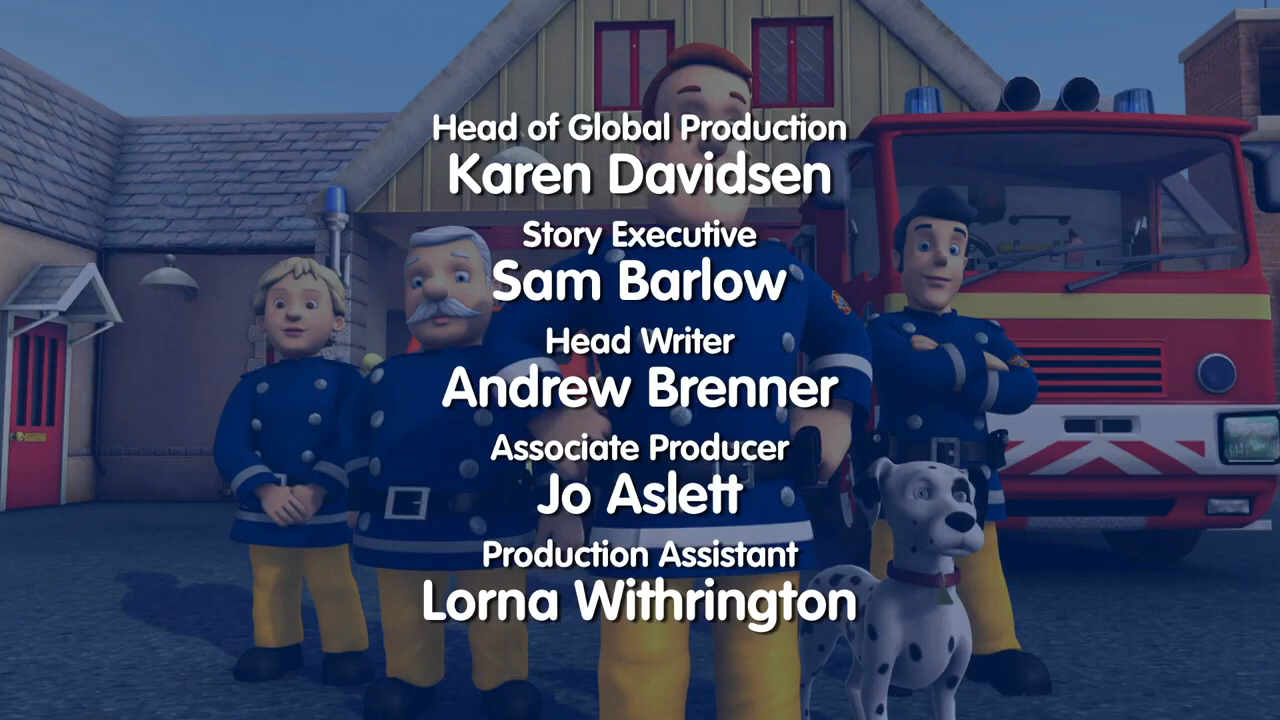 Head of Global Production
Karen Davidsen
Story Executive
Sam Barlow
Head Writer
Andrew Brenner
Associate Producer
Jo Aslett
Production Assistant
Lorna Withrington